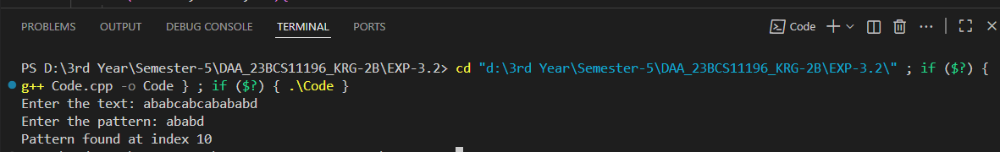 PROBLEMS OUTPUT DEBUG CONSOLE TERMINAL PORTS Code
PS D:\3rd Year\Semester-5\DAA_23BCS11196_KRG-2B\EXP-3.2> cd "d:\3rd Year\Semester-5\DAA_23BCS11196_KRG-2B\EXP-3.2\" ; if ($?) {
g++ Code.cpp -o Code } ; if ($?) { .\Code }
Enter the text: ababcabcabababd
Enter the pattern: ababd
Pattern found at index 10